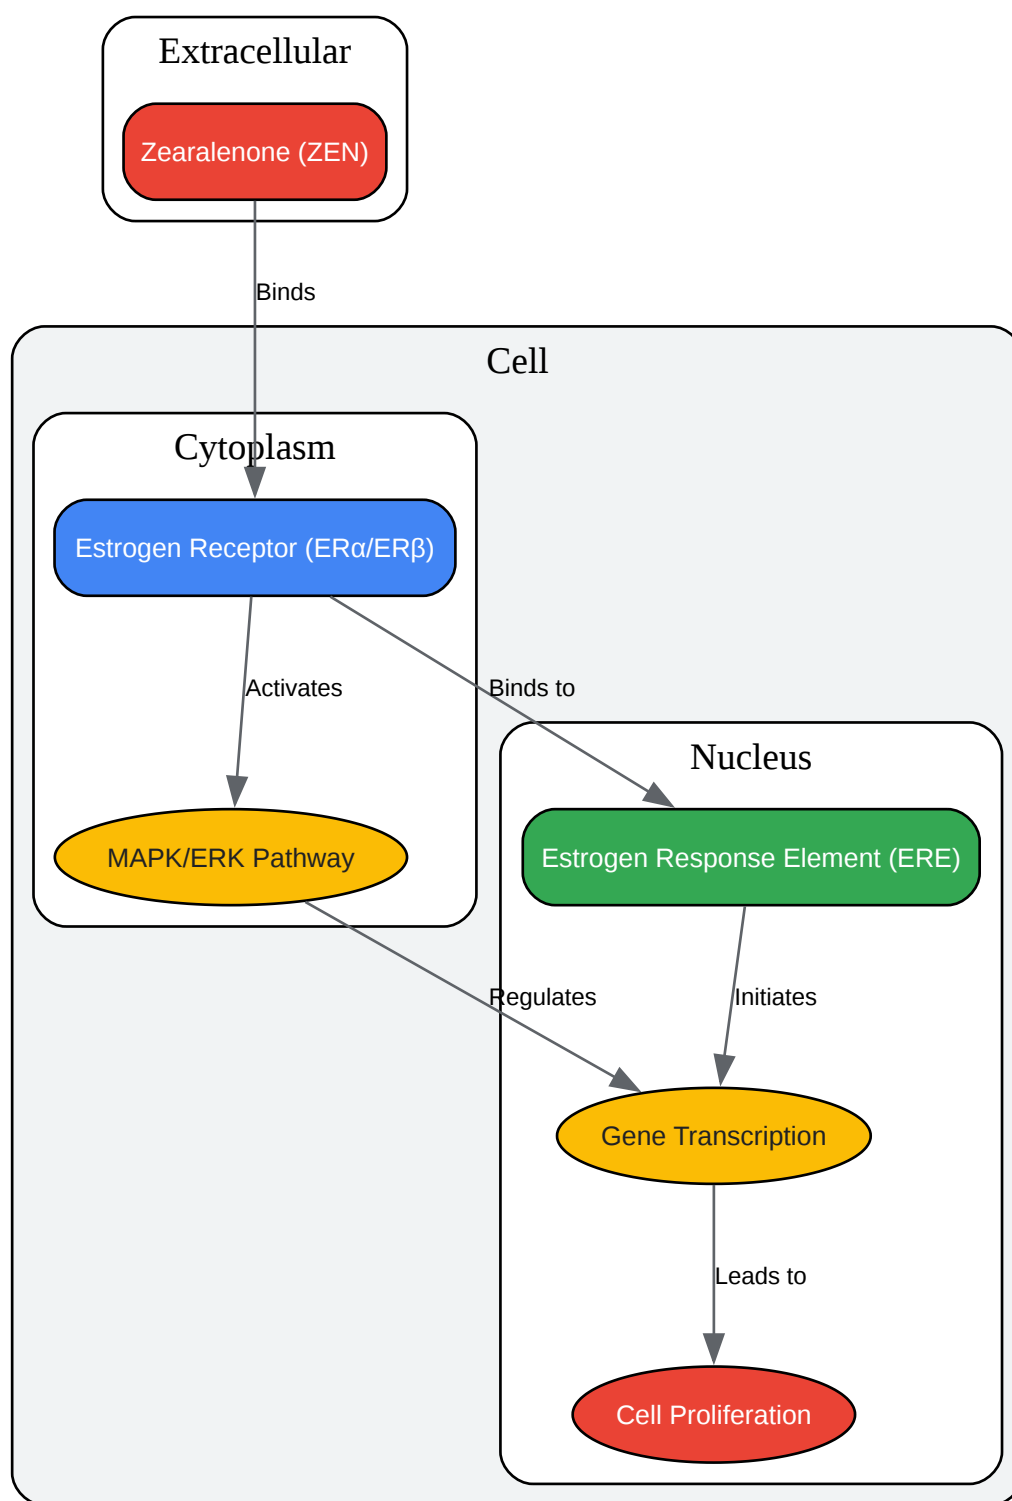 Extracellular
Zearalenone (ZEN)
Binds
Cell
Cytoplasm
Estrogen Receptor (ERα/ERβ)
Activates
Binds to
Nucleus
MAPK/ERK Pathway
Estrogen Response Element (ERE)
Regulates
Initiates
Gene Transcription
Leads to
Cell Proliferation